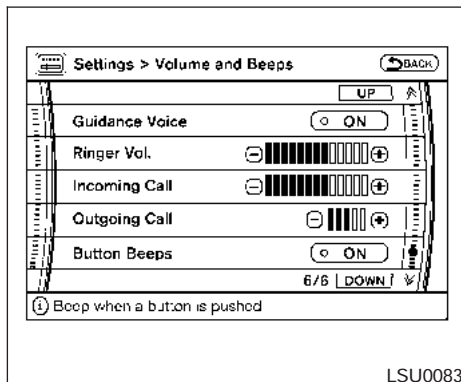 Settings > Volume and Beeps BACK
UP
Guidance Voice ON
Ringer Vol.
Incoming Call
Outgoing Call
Button Beeps ON
6/6 DOWN
i Beep when a button is pushed
LSU0083